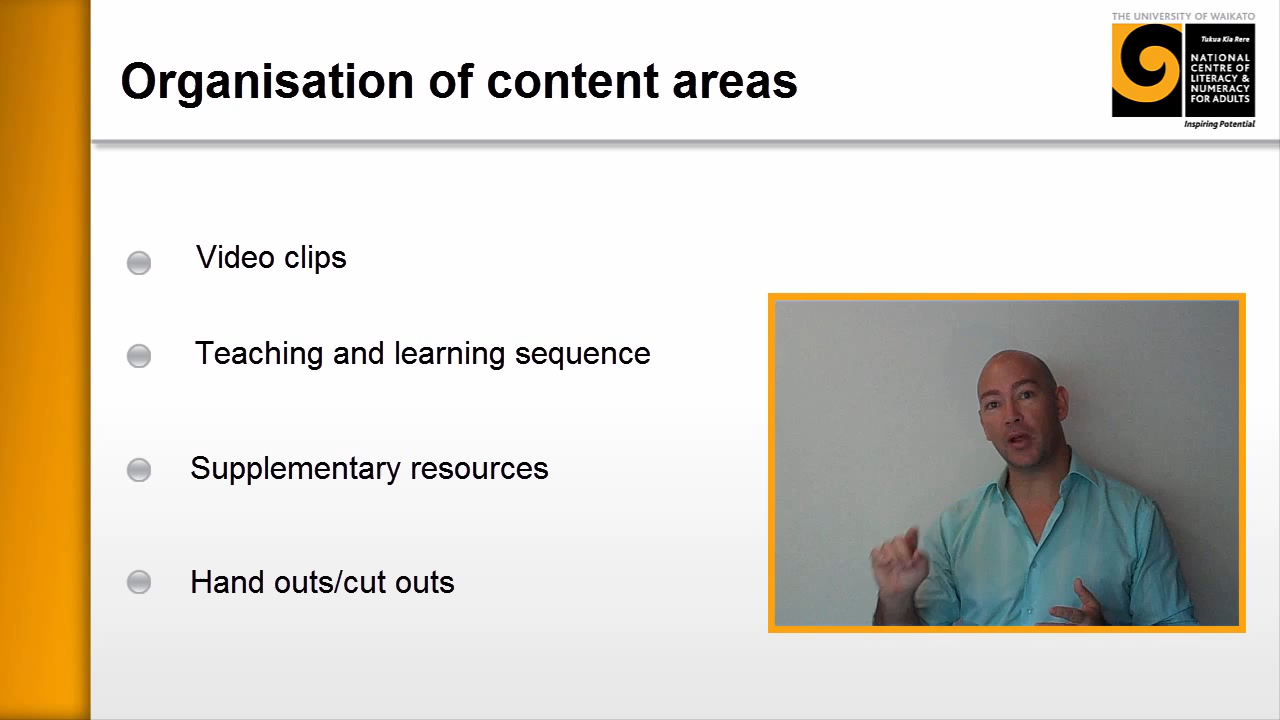 Organisation of content areas
THE UNIVERSITY OF WAIKATO
Tukua Kia Rere
NATIONAL
CENTRE OF
LITERACY &
NUMERACY
FOR ADULTS
Inspiring Potential
Video clips
Teaching and learning sequence
Supplementary resources
Hand outs/cut outs